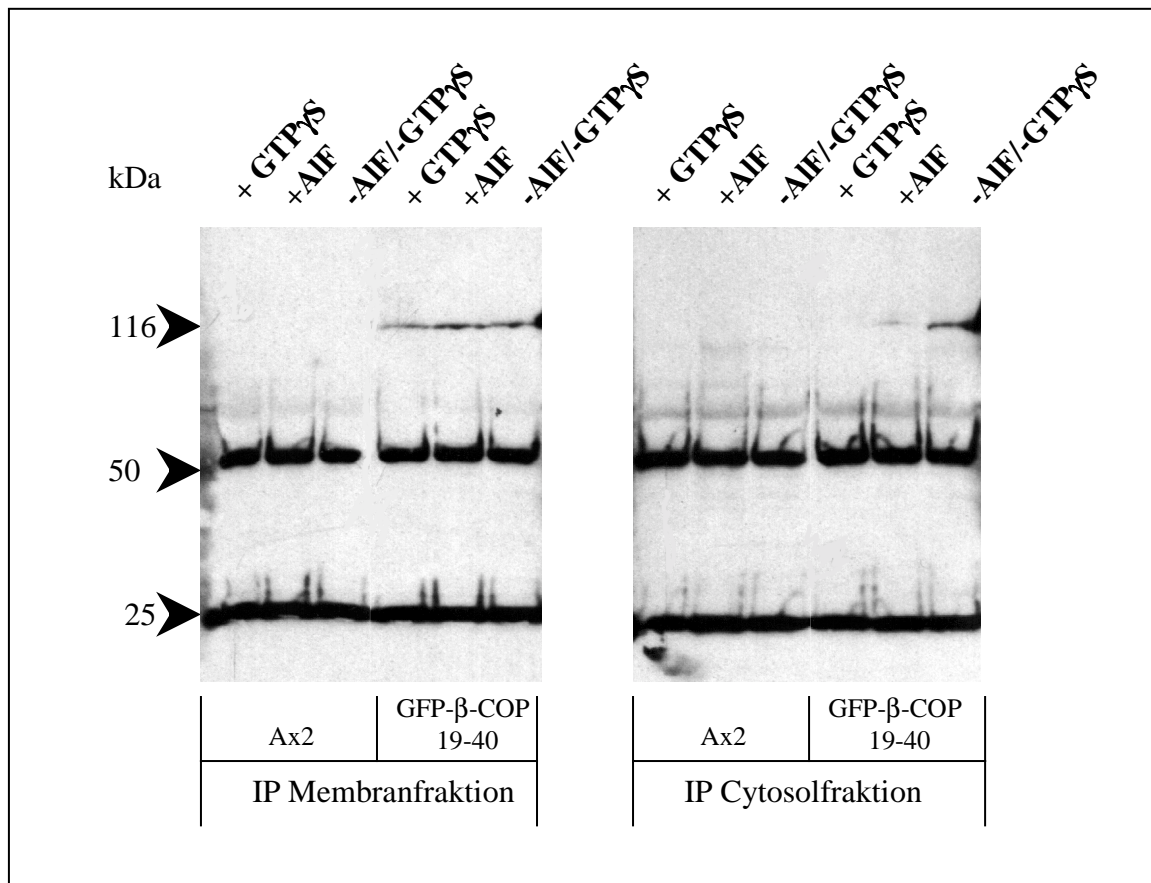 + GTPγS
+AlF
-AlF/-GTPγS
+ GTPγS
+AlF
-AlF/-GTPγS
+ GTPγS
+AlF
-AlF/-GTPγS
+ GTPγS
+AlF
-AlF/-GTPγS
kDa
116
50
25
Ax2
GFP-β-COP
19-40
Ax2
GFP-β-COP
19-40
IP Membranfraktion
IP Cytosolfraktion